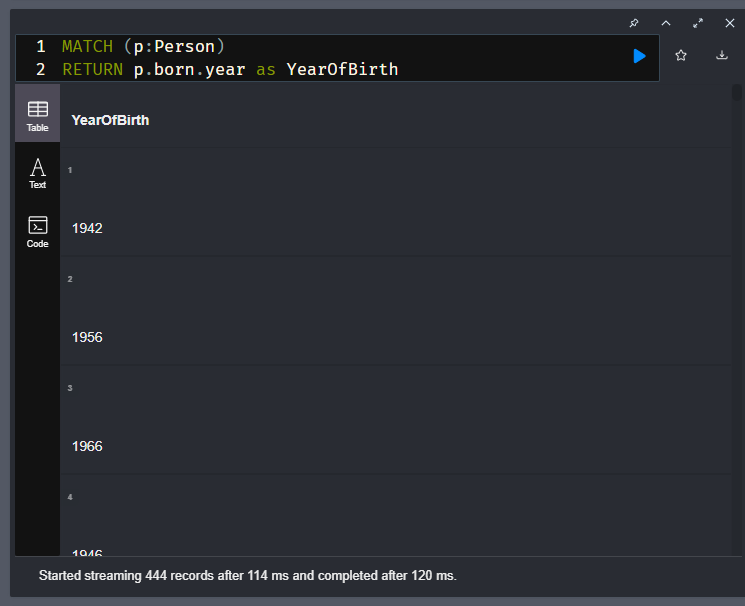 1 MATCH (p:Person)
2 RETURN p.born.year as YearOfBirth
Table
Text
Code
YearOfBirth
1
1942
2
1956
3
1966
4
1946
Started streaming 444 records after 114 ms and completed after 120 ms.